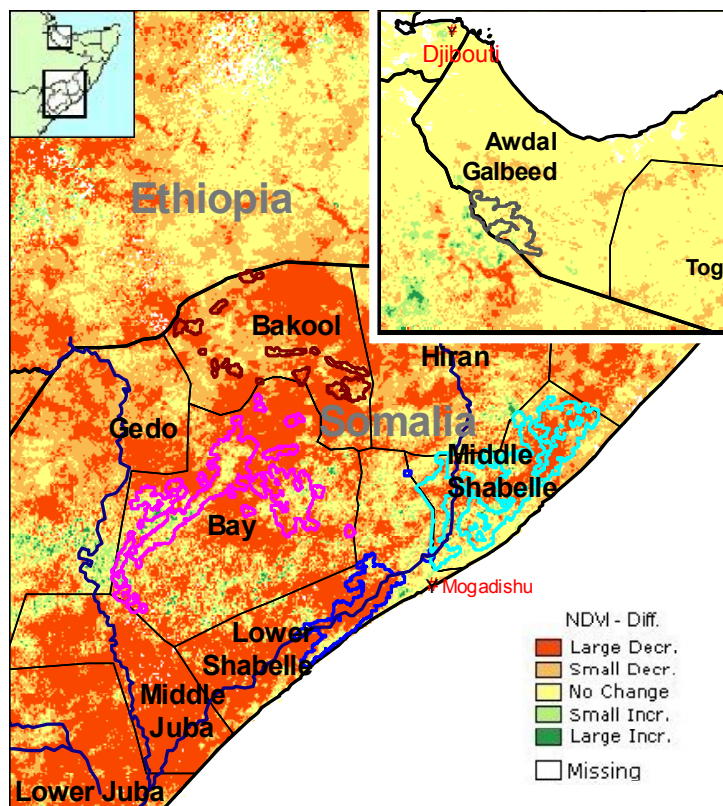 Djibouti
Awdal
Galbeed
Tog
Ethiopia
Bakool
Hiran
Gedo
Somalia
Middle
Shabelle
Bay
Mogadishu
Lower
Shabelle
Middle
Juba
Lower Juba
NDVI - Diff.
Large Decr.
Small Decr.
No Change
Small Incr.
Large Incr.
Missing